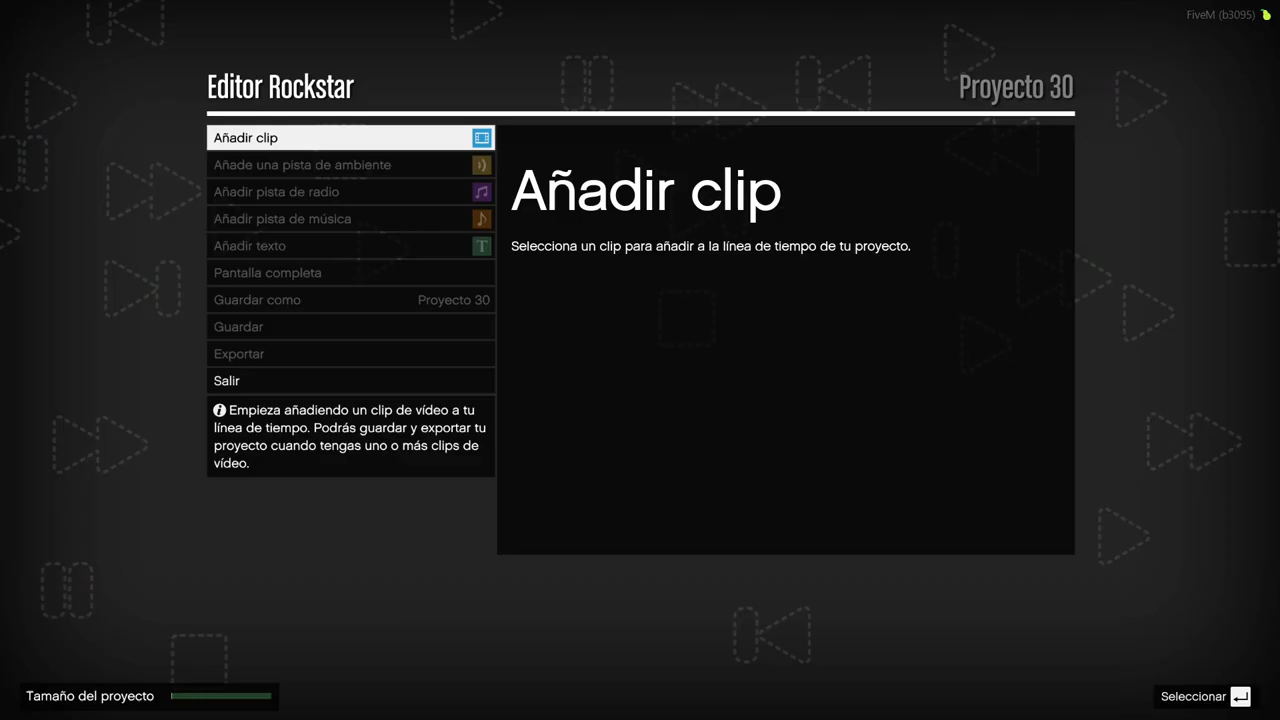 FiveM (b3095)
Editor Rockstar
Proyecto 30
Añadir clip
Añade una pista de ambiente
Añadir pista de radio
Añadir pista de música
Añadir texto
T
Pantalla completa
Guardar como
Proyecto 30
Guardar
Exportar
Salir
Empieza añadiendo un clip de vídeo a tu
línea de tiempo. Podrás guardar y exportar tu
proyecto cuando tengas uno o más clips de
vídeo.
Añadir clip
Selecciona un clip para añadir a la línea de tiempo de tu proyecto.
Tamaño del proyecto
Seleccionar